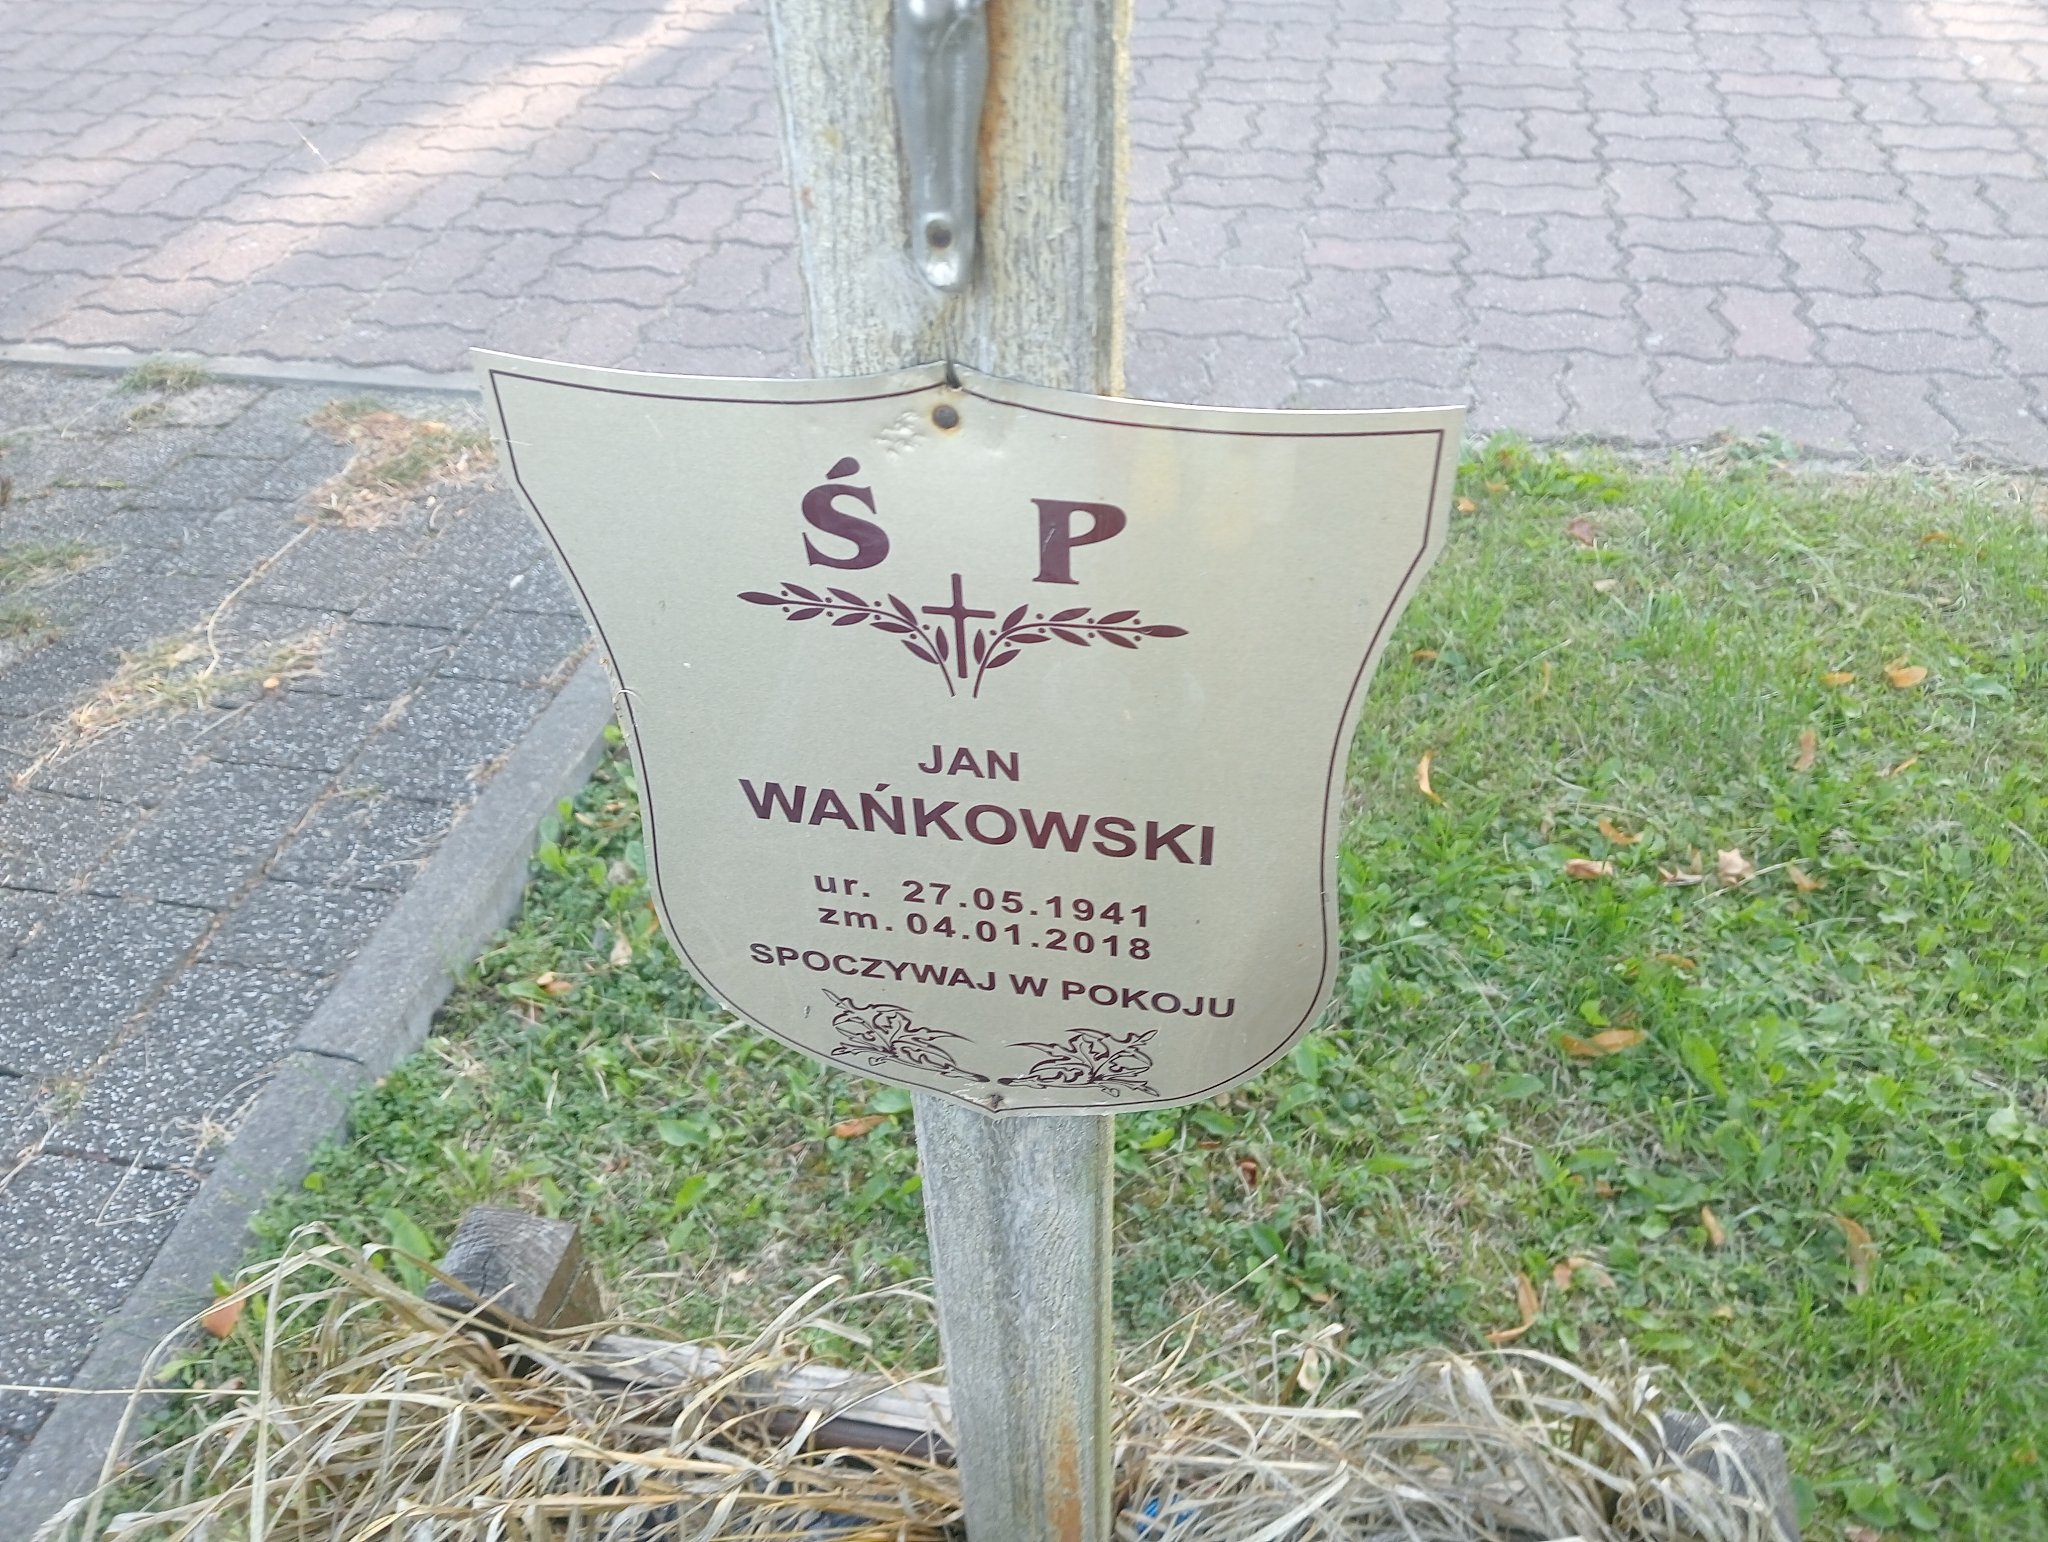 Ś P
JAN
WAŃKOWSKI
ur. 27.05.1941
zm. 04.01.2018
SPOCZYWAJ W POKOJU